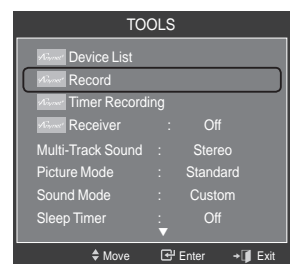 TOOLS
Device List
Record
Timer Recording
Receiver : Off
Multi-Track Sound : Stereo
Picture Mode : Standard
Sound Mode : Custom
Sleep Timer : Off
Move Enter Exit